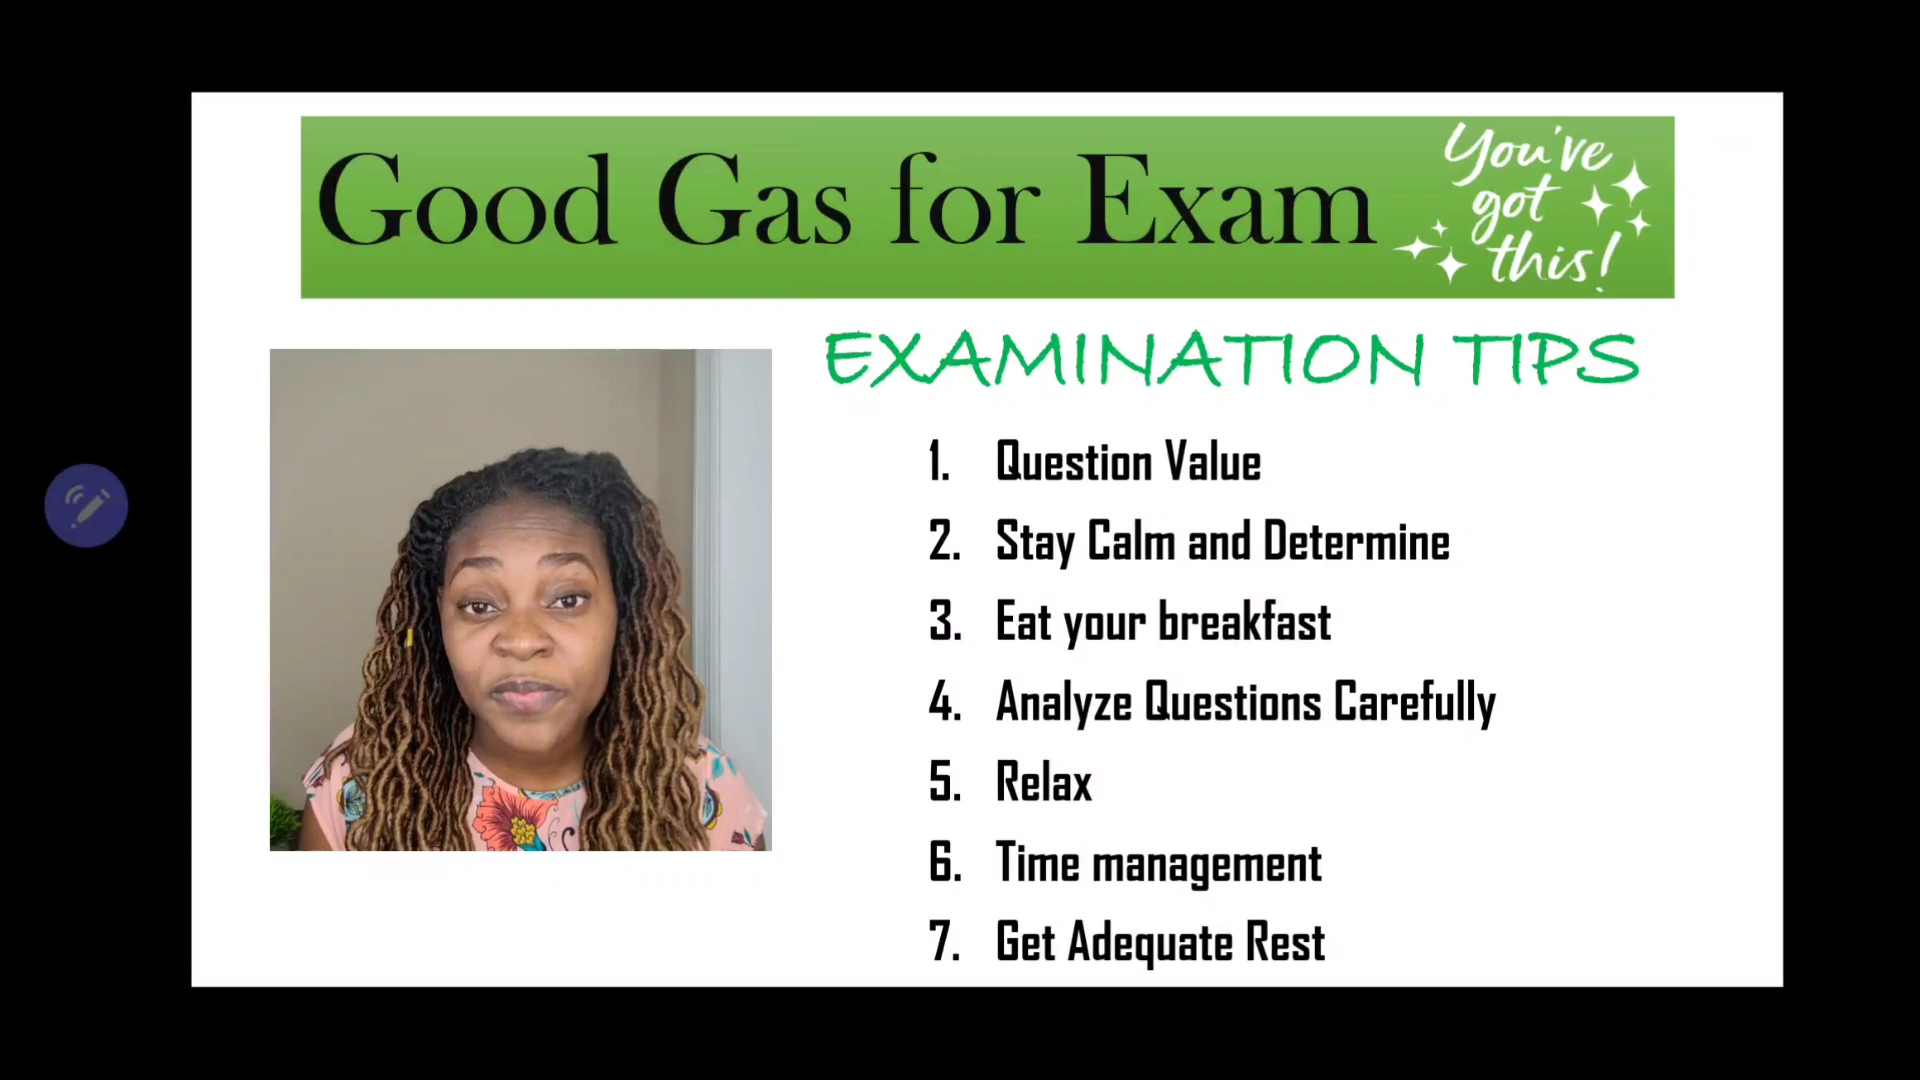 Good Gas for Exam
You've
got
this!
EXAMINATION TIPS
1. Question Value
2. Stay Calm and Determine
3. Eat your breakfast
4. Analyze Questions Carefully
5. Relax
6. Time management
7. Get Adequate Rest